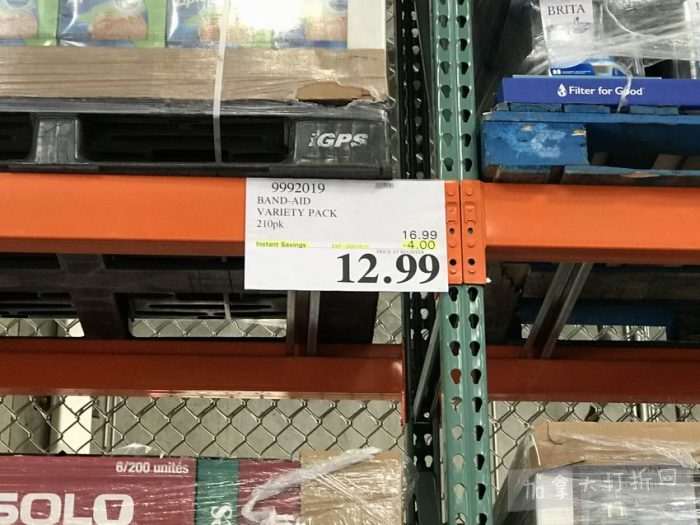 BRITA
Filter for Good
iGPS
9992019
BAND-AID
VARIETY PACK
210pk
16.99
Instant Savings
-4.00
12.99
6/200 unités
SOLO
加拿大打折网